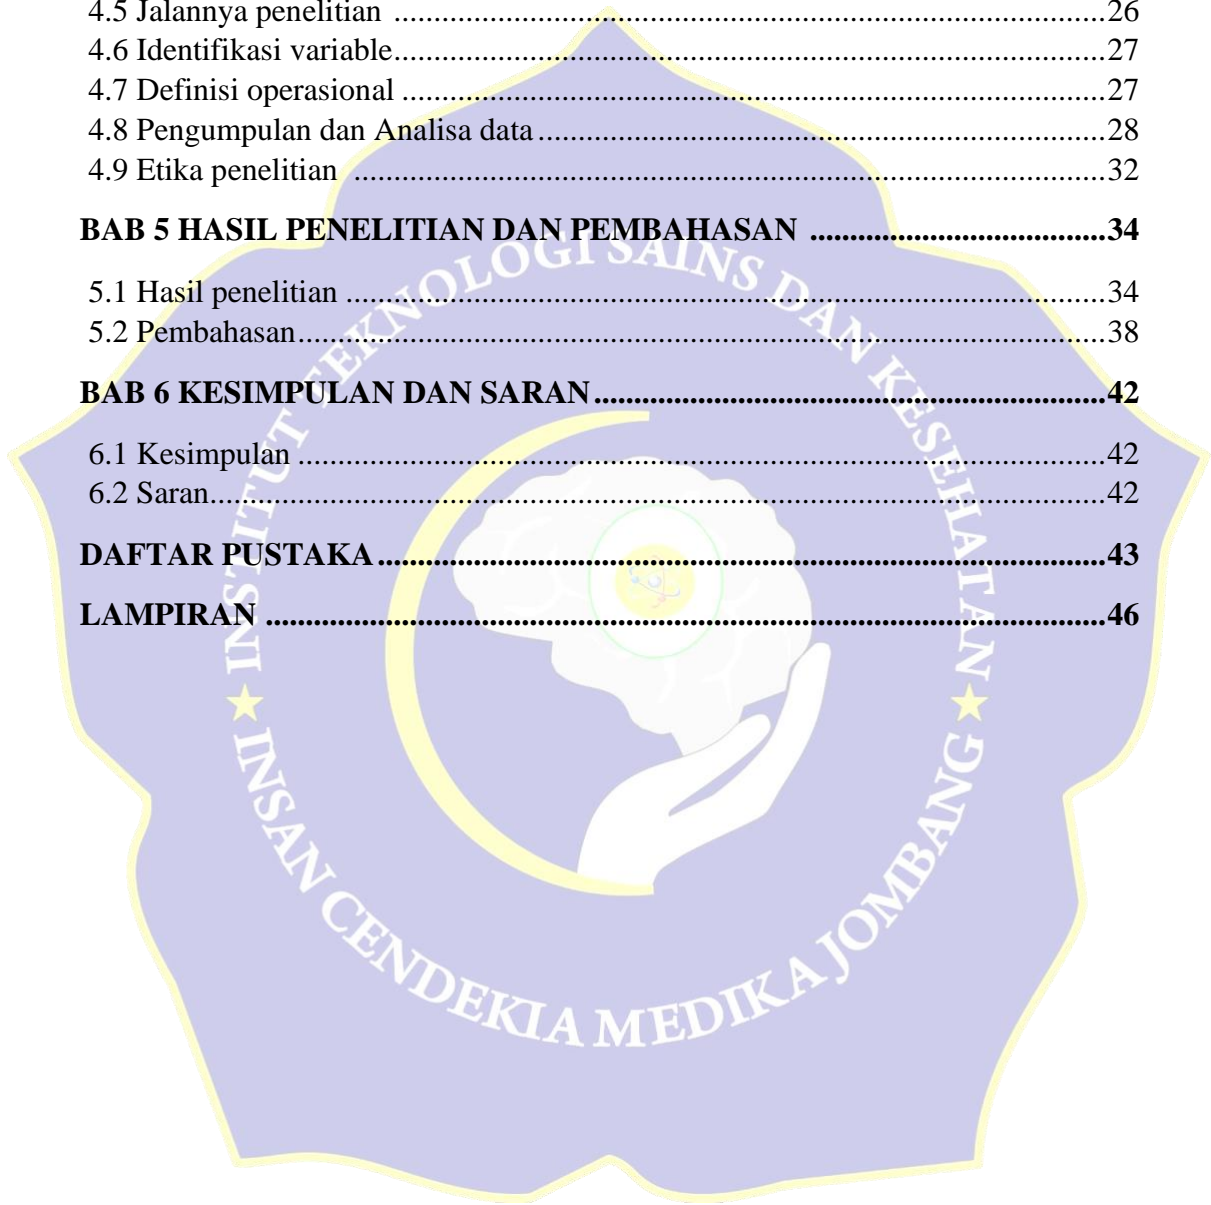 4.5 Jalannya penelitian ........................................................................................26
4.6 Identifikasi variable........................................................................................27
4.7 Definisi operasional .......................................................................................27
4.8 Pengumpulan dan Analisa data......................................................................28
4.9 Etika penelitian .............................................................................................32
BAB 5 HASIL PENELITIAN DAN PEMBAHASAN .................................34
5.1 Hasil penelitian ..............................................................................................34
5.2 Pembahasan....................................................................................................38
BAB 6 KESIMPULAN DAN SARAN........................................................42
6.1 Kesimpulan ....................................................................................................42
6.2 Saran...............................................................................................................42
DAFTAR PUSTAKA................................................................................43
LAMPIRAN ............................................................................................46
INSTITUT TEKNOLOGI SAINS DAN KESEHATAN
INSAN CENDEKIA MEDIKA JOMBANG